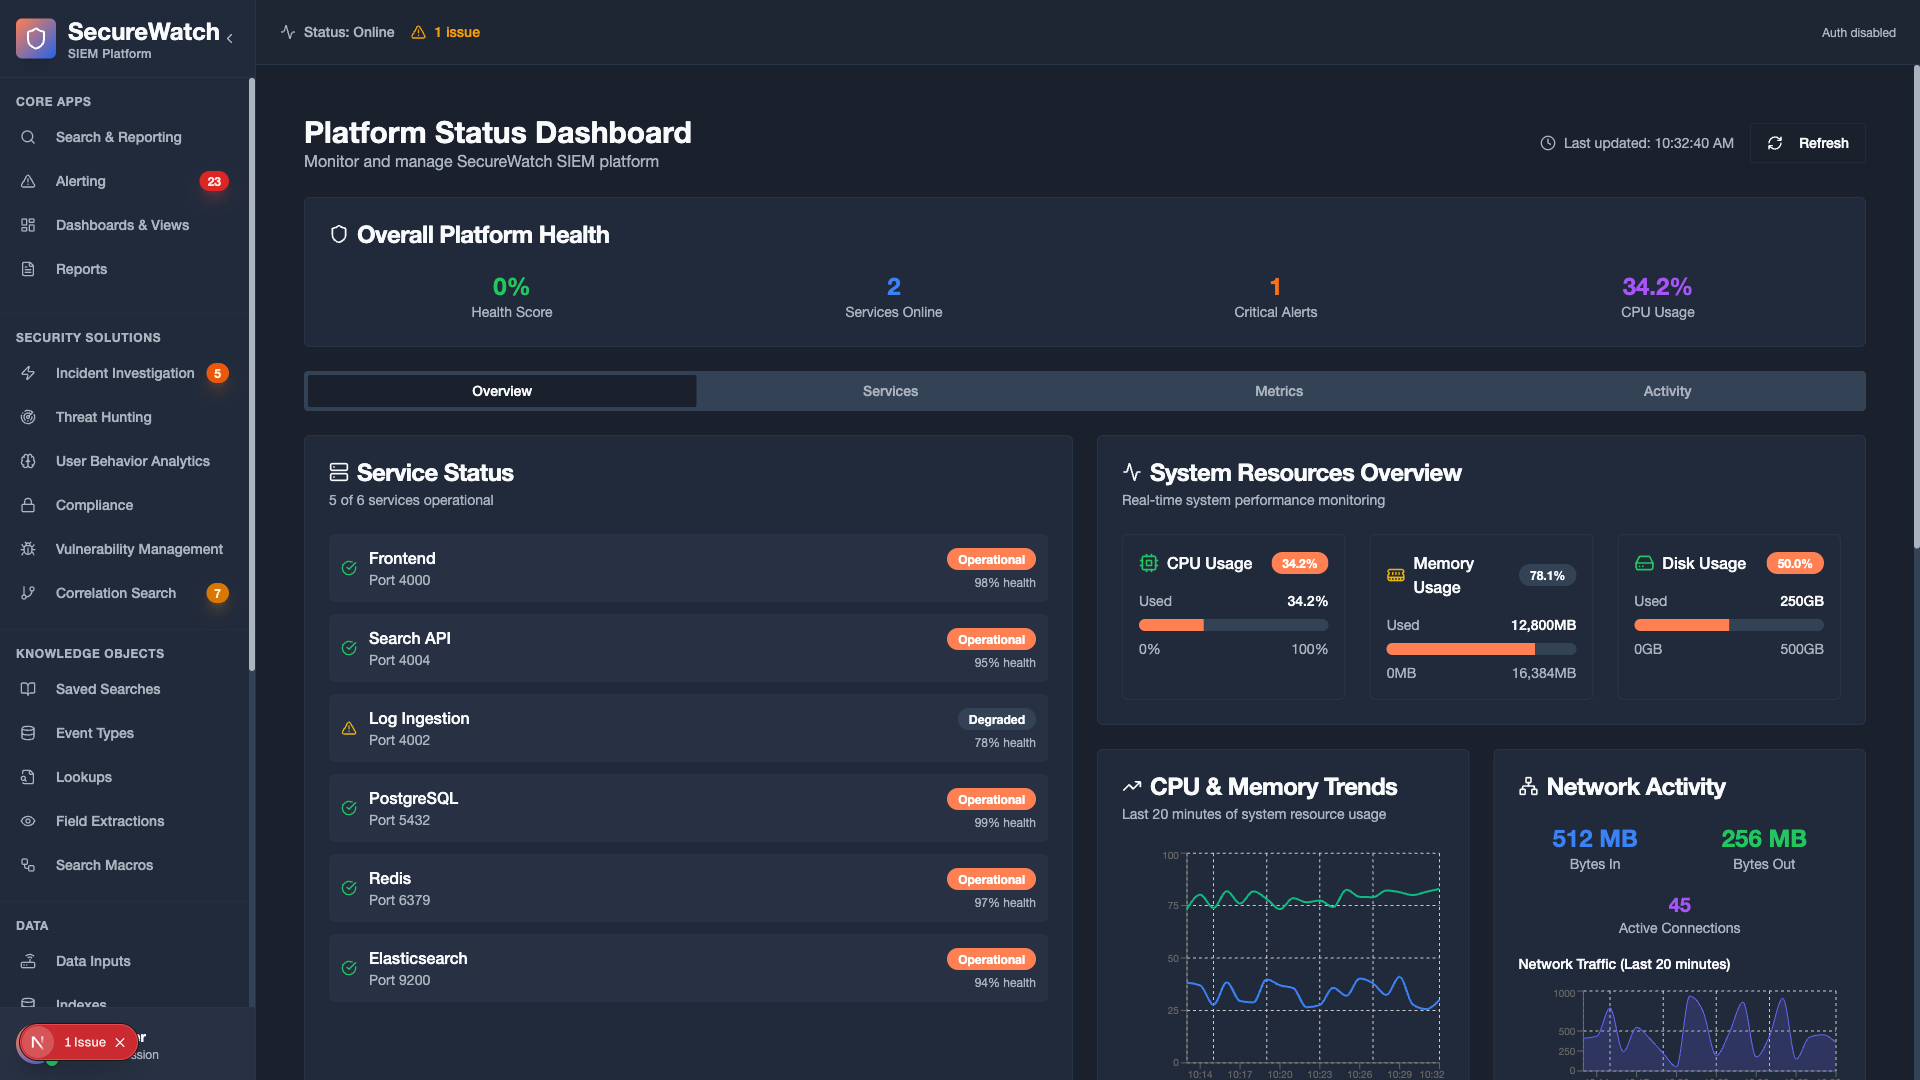 SecureWatch
SIEM Platform
Status: Online
1 issue
Auth disabled
CORE APPS
Search & Reporting
Alerting
23
Dashboards & Views
Reports
SECURITY SOLUTIONS
Incident Investigation
5
Threat Hunting
User Behavior Analytics
Compliance
Vulnerability Management
Correlation Search
7
KNOWLEDGE OBJECTS
Saved Searches
Event Types
Lookups
Field Extractions
Search Macros
DATA
Data Inputs
Indexes
N
1 Issue
er
ssion
Platform Status Dashboard
Monitor and manage SecureWatch SIEM platform
Last updated: 10:32:40 AM
Refresh
Overall Platform Health
0%
Health Score
2
Services Online
1
Critical Alerts
34.2%
CPU Usage
Overview
Services
Metrics
Activity
Service Status
5 of 6 services operational
Frontend
Port 4000
Operational
98% health
Search API
Port 4004
Operational
95% health
Log Ingestion
Port 4002
Degraded
78% health
PostgreSQL
Port 5432
Operational
99% health
Redis
Port 6379
Operational
97% health
Elasticsearch
Port 9200
Operational
94% health
System Resources Overview
Real-time system performance monitoring
CPU Usage
34.2%
Used
34.2%
0%
100%
Memory
Usage
78.1%
Used
12,800MB
0MB
16,384MB
Disk Usage
50.0%
Used
250GB
0GB
500GB
CPU & Memory Trends
Last 20 minutes of system resource usage
100
75
50
25
0
10:14
10:17
10:20
10:23
10:26
10:29
10:32
Network Activity
512 MB
Bytes In
256 MB
Bytes Out
45
Active Connections
Network Traffic (Last 20 minutes)
1000
500
250
0